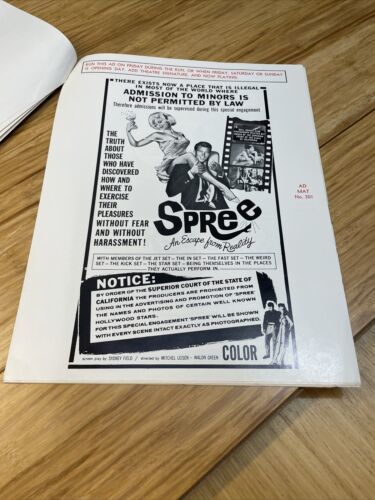 RUN THIS AD ON FRIDAY DURING THE RUN, OR WHEN FRIDAY, SATURDAY OR SUNDAY
IS OPENING DAY. ADD THEATRE SIGNATURE, AND NOW PLAYING.
THERE EXISTS NOW A PLACE THAT IS ILLEGAL
IN MOST OF THE WORLD WHERE
ADMISSION TO MINORS IS
NOT PERMITTED BY LAW
Therefore admissions will be supervised during this special engagement
THE
TRUTH
ABOUT
THOSE
WHO HAVE
DISCOVERED
HOW AND
WHERE TO
EXERCISE
THEIR
PLEASURES
WITHOUT FEAR
AND WITHOUT
HARASSMENT!
SPREE
An Escape from Reality
AD
MAT
No. 301
WITH MEMBERS OF THE JET SET – THE IN SET – THE FAST SET – THE WEIRD
SET – THE KICK SET – THE STAR SET – BEING THEMSELVES IN THE PLACES
THEY ACTUALLY PERFORM IN.
NOTICE:
BY ORDER OF THE SUPERIOR COURT OF THE STATE OF
CALIFORNIA THE PRODUCERS ARE PROHIBITED FROM
USING IN THE ADVERTISING AND PROMOTION OF 'SPREE'
THE NAMES AND PHOTOS OF CERTAIN WELL KNOWN
HOLLYWOOD STARS.
FOR THIS SPECIAL ENGAGEMENT 'SPREE' WILL BE SHOWN
WITH EVERY SCENE INTACT EXACTLY AS PHOTOGRAPHED.
screen play by SYDNEY FIELD / directed by MITCHEL LEISEN - WALON GREEN
COLOR